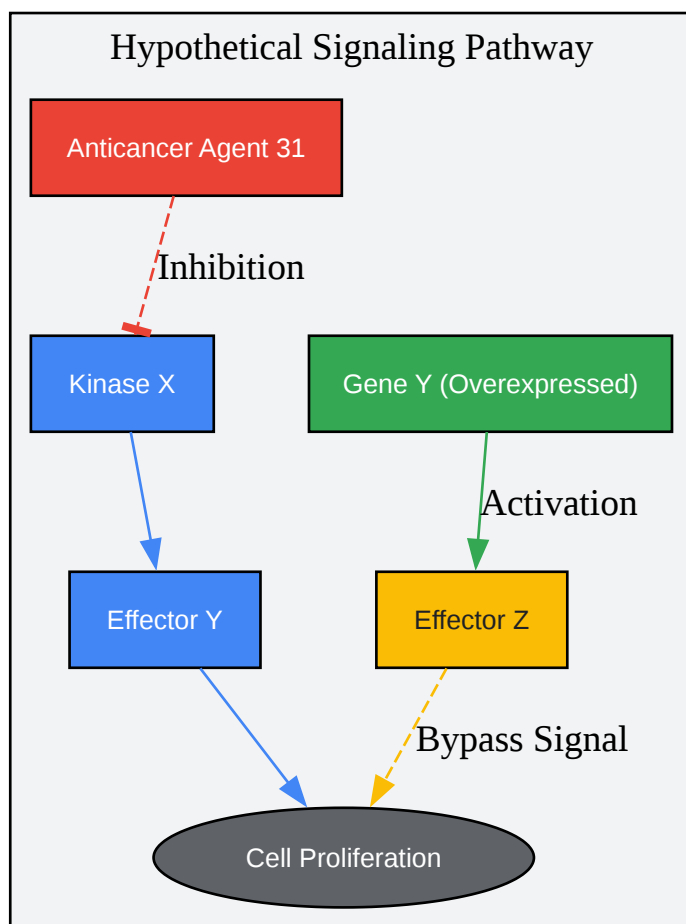 Hypothetical Signaling Pathway
Anticancer Agent 31
Inhibition
Kinase X
Gene Y (Overexpressed)
Activation
Effector Y
Effector Z
Bypass Signal
Cell Proliferation